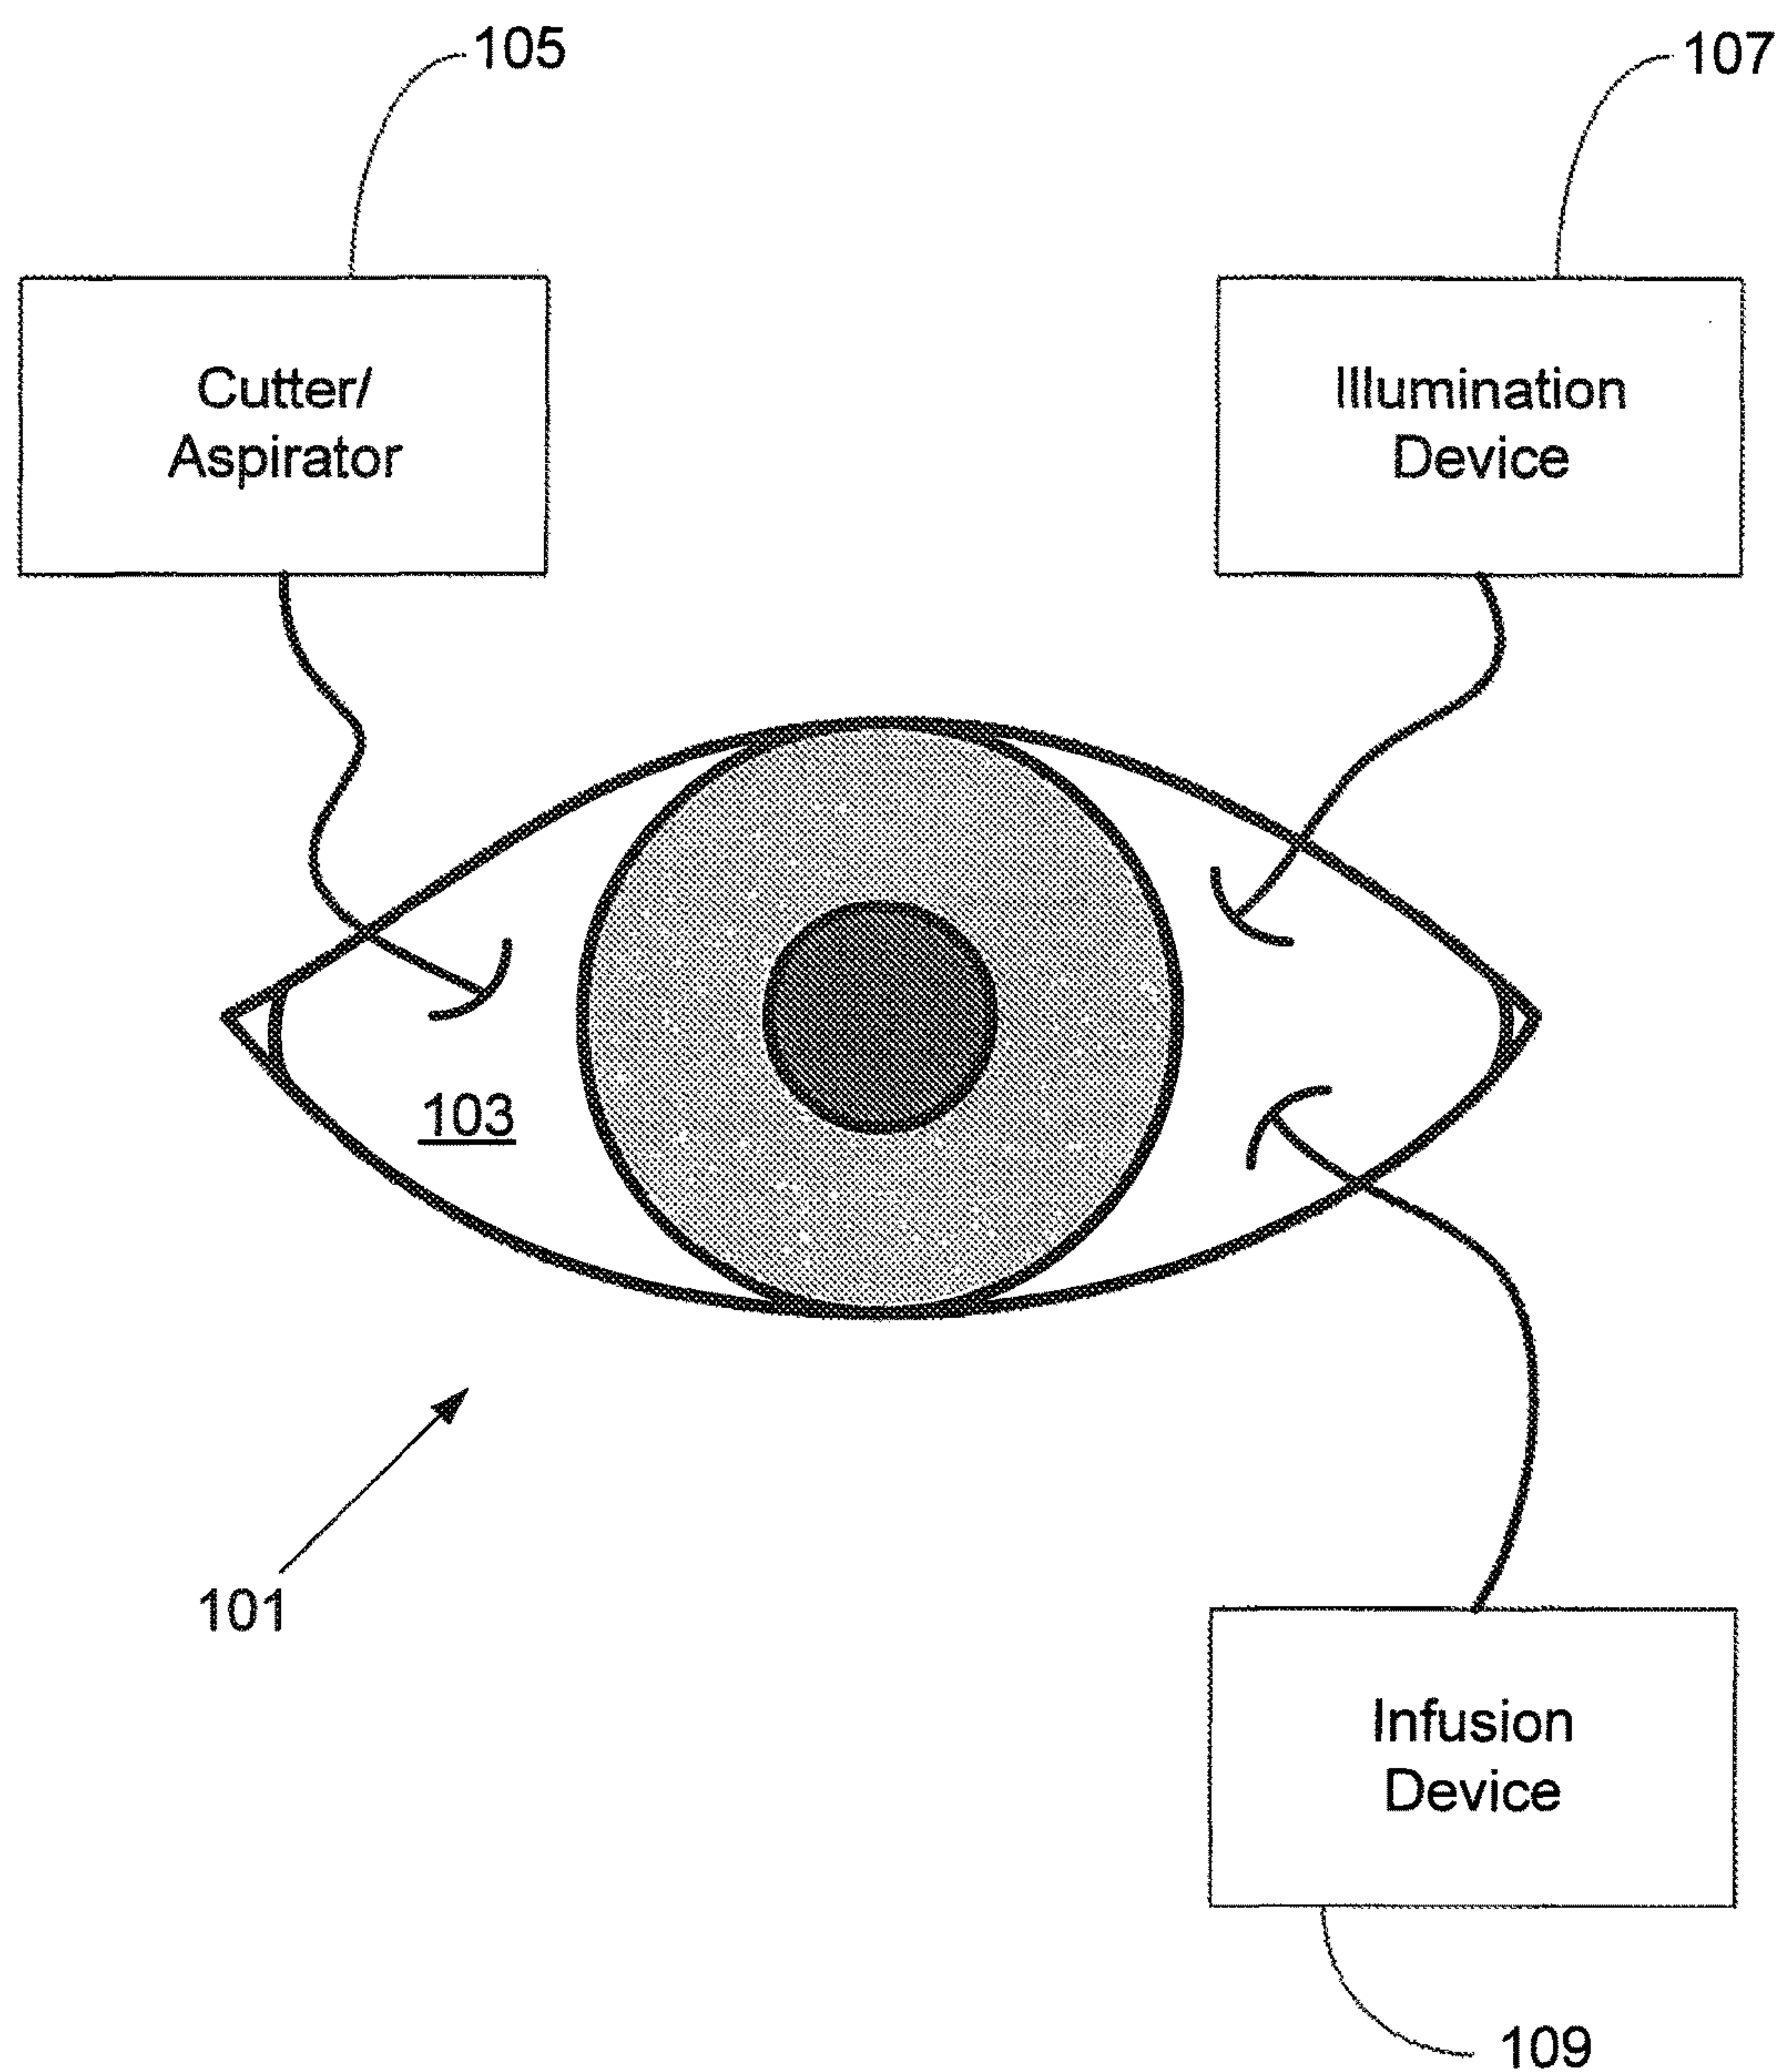 105
107
Cutter/
Aspirator
Illumination
Device
103
101
Infusion
Device
109